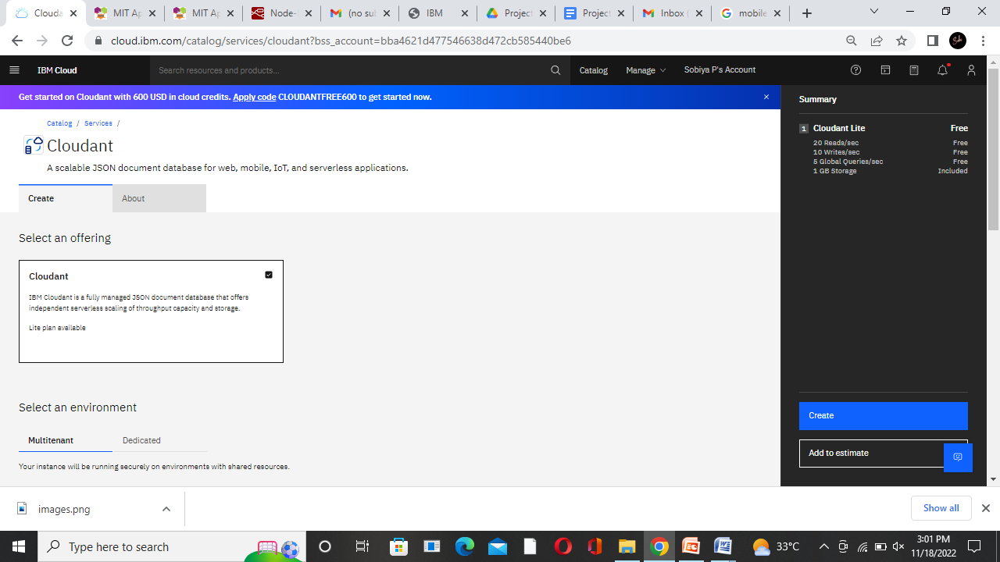 Clouda
MIT Ap
MIT Ap
Node-
(no sub
IBM
Project
Project
Inbox (
mobile
cloud.ibm.com/catalog/services/cloudant?bss_account=bba4621d477546638d472cb585440be6
IBM Cloud
Search resources and products...
Catalog
Manage
Sobiya P's Account
Get started on Cloudant with 600 USD in cloud credits. Apply code CLOUDANTFREE600 to get started now.
Catalog / Services /
Cloudant
A scalable JSON document database for web, mobile, IoT, and serverless applications.
Create
About
Select an offering
Cloudant
IBM Cloudant is a fully managed JSON document database that offers
independent serverless scaling of throughput capacity and storage.
Lite plan available
Select an environment
Multitenant
Dedicated
Your instance will be running securely on environments with shared resources.
Summary
1 Cloudant Lite Free
20 Reads/sec Free
10 Writes/sec Free
5 Global Queries/sec Free
1 GB Storage Included
Create
Add to estimate
images.png
Show all
Type here to search
33°C
3:01 PM
11/18/2022